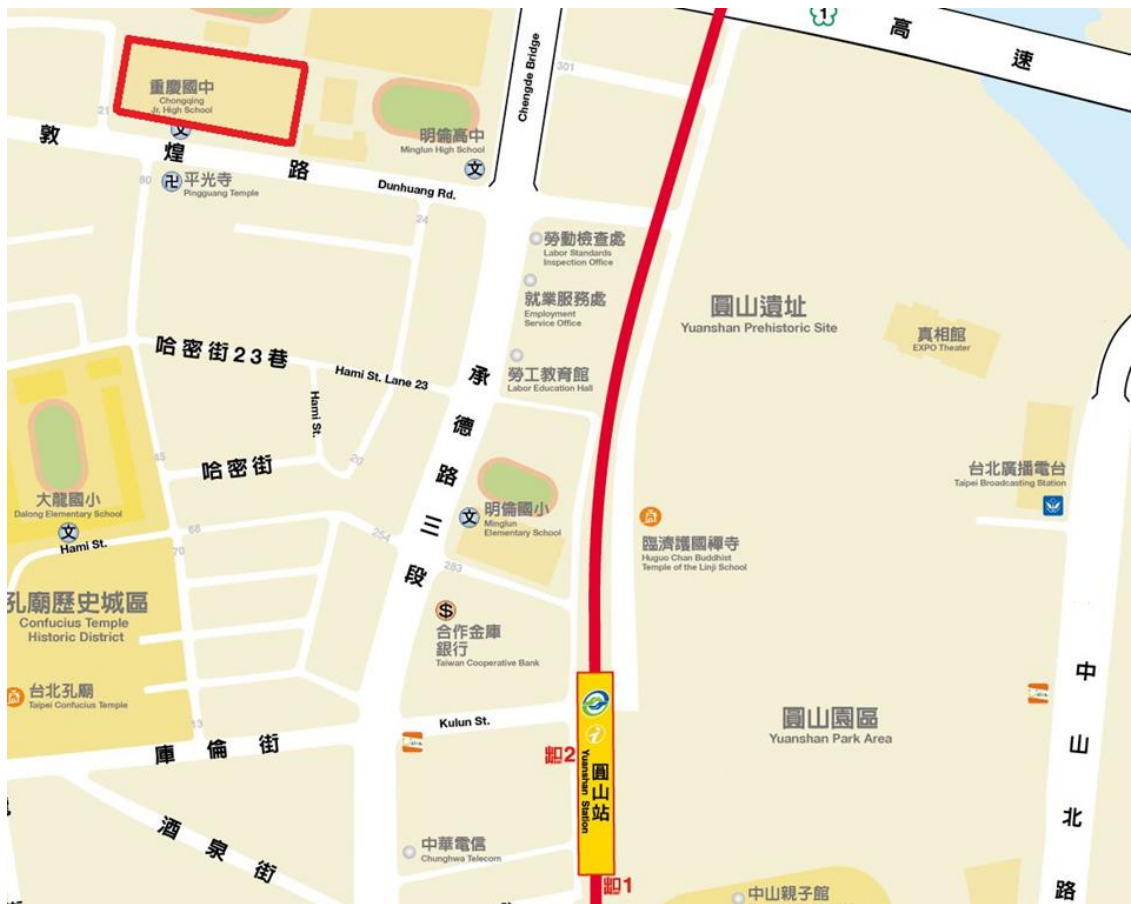 1
高
速
301
Chengde Bridge
重慶國中
Chongqing
Jr. High School
21
文
明倫高中
Minglun High School
文
敦
煌
路
Dunhuang Rd.
80
卍
平光寺
Pingguang Temple
24
勞動檢查處
Labor Standards
Inspection Office
就業服務處
Employment
Service Office
圓山遺址
Yuanshan Prehistoric Site
真相館
EXPO Theater
哈密街23巷
Hami St. Lane 23
勞工教育館
Labor Education Hall
承
德
路
三
段
Hami St.
45
哈密街
20
台北廣播電台
Taipei Broadcasting Station
大龍國小
Dalong Elementary School
文
Hami St.
68
70
254
文
明倫國小
Minglun
Elementary School
283
臨濟護國禪寺
Huguo Chan Buddhist
Temple of the Linji School
孔廟歷史城區
Confucius Temple
Historic District
$
合作金庫
銀行
Taiwan Cooperative Bank
台北孔廟
Taipei Confucius Temple
13
Kulun St.
庫倫街
圓山園區
Yuanshan Park Area
中
山
北
路
i
出口2
圓山站
Yuanshan Station
出口1
酒泉街
中華電信
Chunghwa Telecom
中山親子館